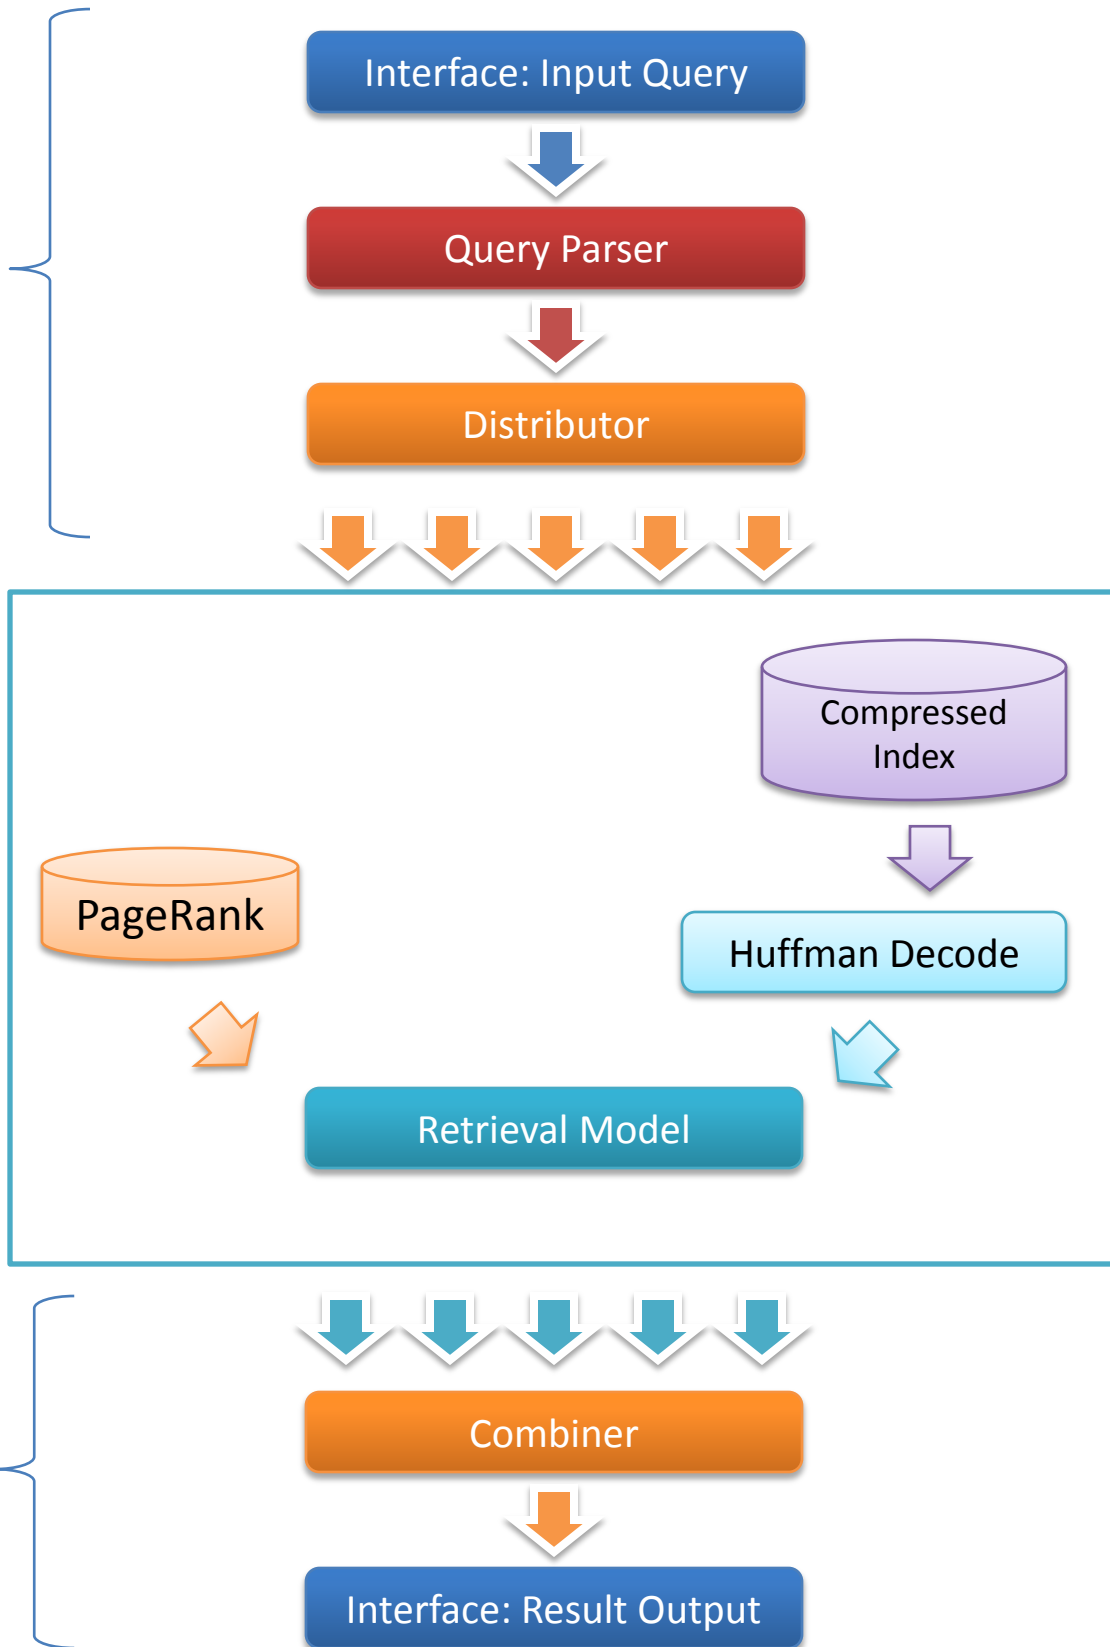 Interface: Input Query
Query Parser
Distributor
Compressed
Index
PageRank
Huffman Decode
Retrieval Model
Combiner
Interface: Result Output